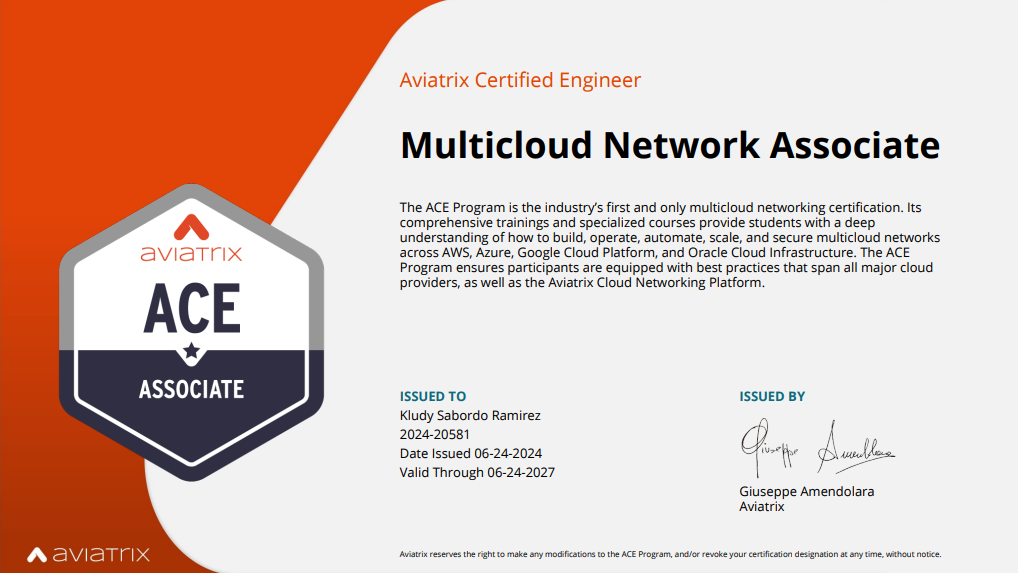 Aviatrix Certified Engineer
Multicloud Network Associate
The ACE Program is the industry’s first and only multicloud networking certification. Its
comprehensive trainings and specialized courses provide students with a deep
understanding of how to build, operate, automate, scale, and secure multicloud networks
across AWS, Azure, Google Cloud Platform, and Oracle Cloud Infrastructure. The ACE
Program ensures participants are equipped with best practices that span all major cloud
providers, as well as the Aviatrix Cloud Networking Platform.
aviatrix
ACE
ASSOCIATE
ISSUED TO
Kludy Sabordo Ramirez
2024-20581
Date Issued 06-24-2024
Valid Through 06-24-2027
ISSUED BY
Giuseppe Amendolara
Giuseppe Amendolara
Aviatrix
aviatrix
Aviatrix reserves the right to make any modifications to the ACE Program, and/or revoke your certification designation at any time, without notice.